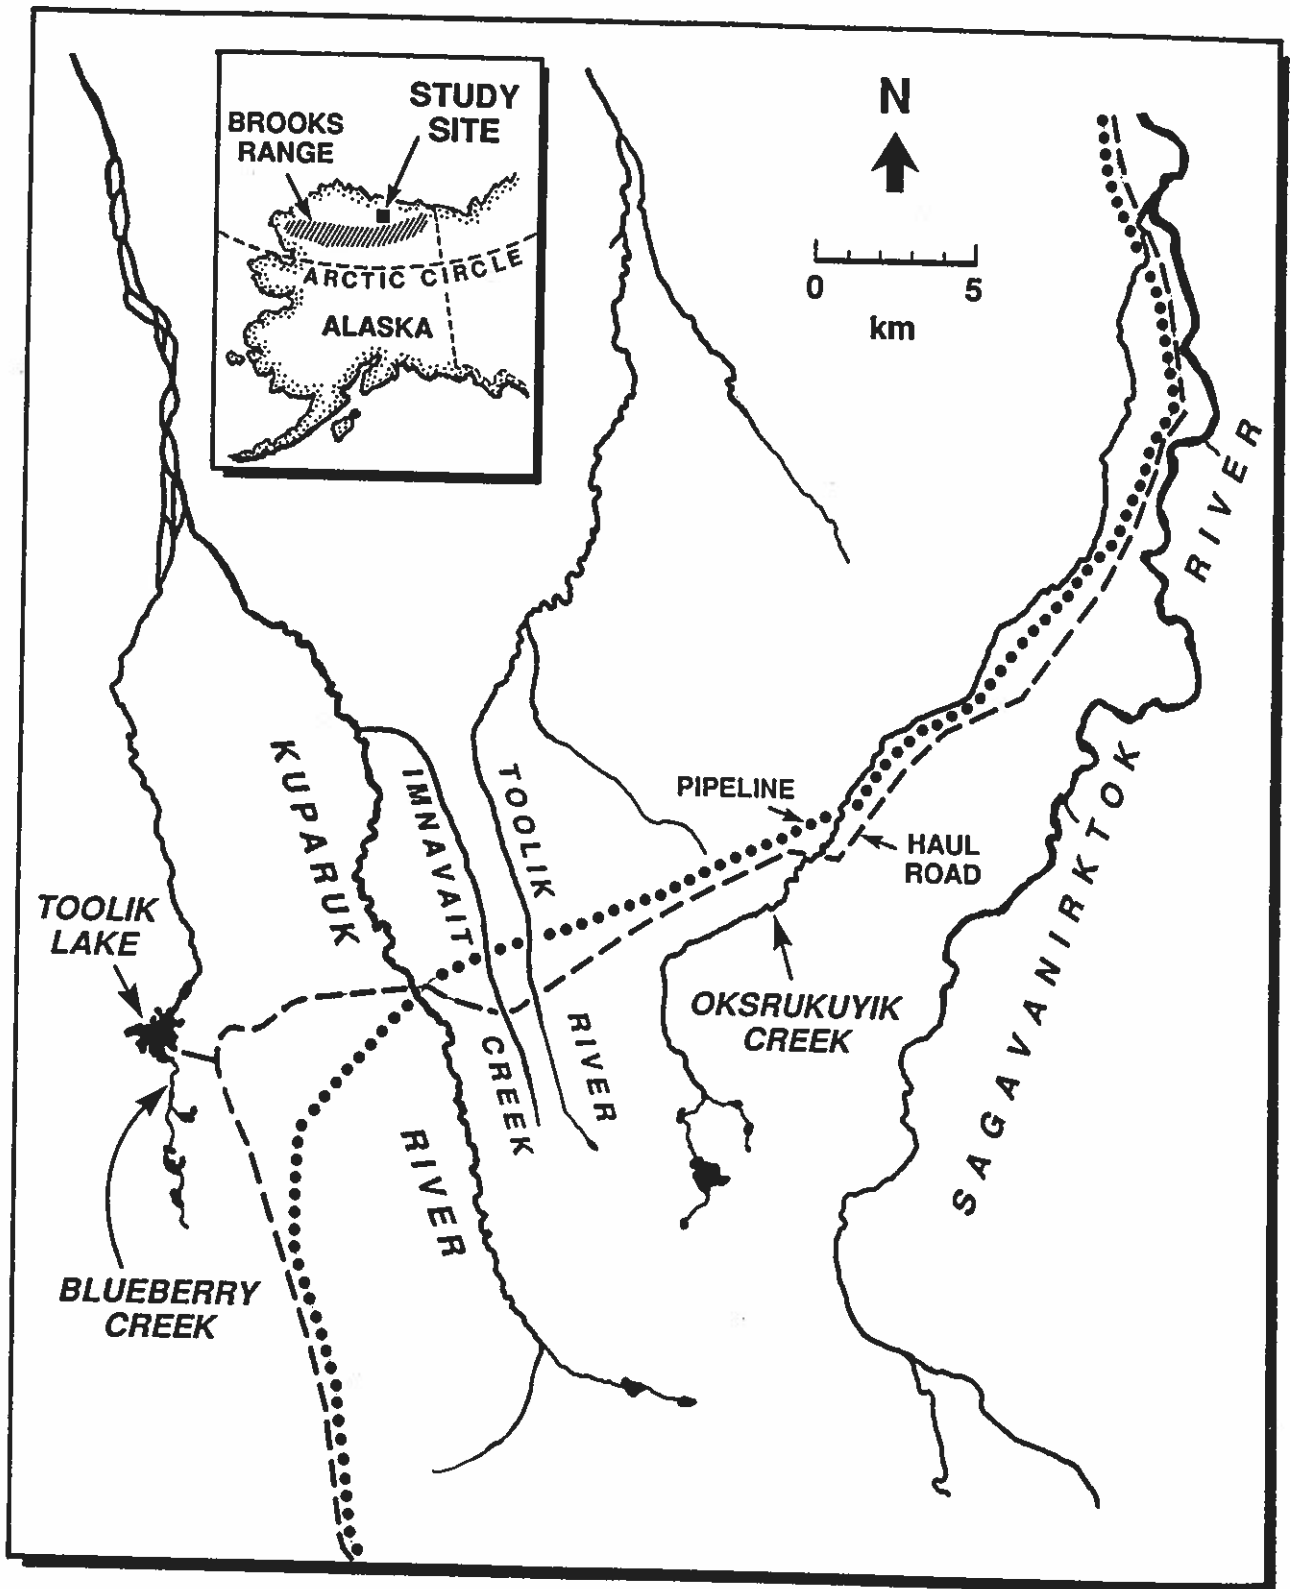 STUDY
SITE
BROOKS
RANGE
ARCTIC CIRCLE
ALASKA
N
0 5
km
RIVER
SAGAVANIRKTOK
KUPARUK
RIVER
IMNAVAIT
CREEK
TOOLIK
RIVER
PIPELINE
HAUL
ROAD
TOOLIK
LAKE
OKSRUKUYIK
CREEK
BLUEBERRY
CREEK